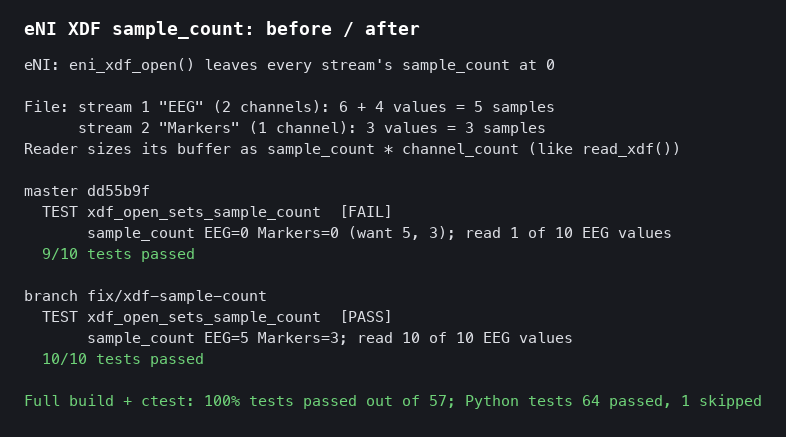 eNI XDF sample_count: before / after
eNI: eni_xdf_open() leaves every stream's sample_count at 0
File: stream 1 "EEG" (2 channels): 6 + 4 values = 5 samples
stream 2 "Markers" (1 channel): 3 values = 3 samples
Reader sizes its buffer as sample_count * channel_count (like read_xdf())
master dd55b9f
TEST xdf_open_sets_sample_count [FAIL]
sample_count EEG=0 Markers=0 (want 5, 3); read 1 of 10 EEG values
9/10 tests passed
branch fix/xdf-sample-count
TEST xdf_open_sets_sample_count [PASS]
sample_count EEG=5 Markers=3; read 10 of 10 EEG values
10/10 tests passed
Full build + ctest: 100% tests passed out of 57; Python tests 64 passed, 1 skipped